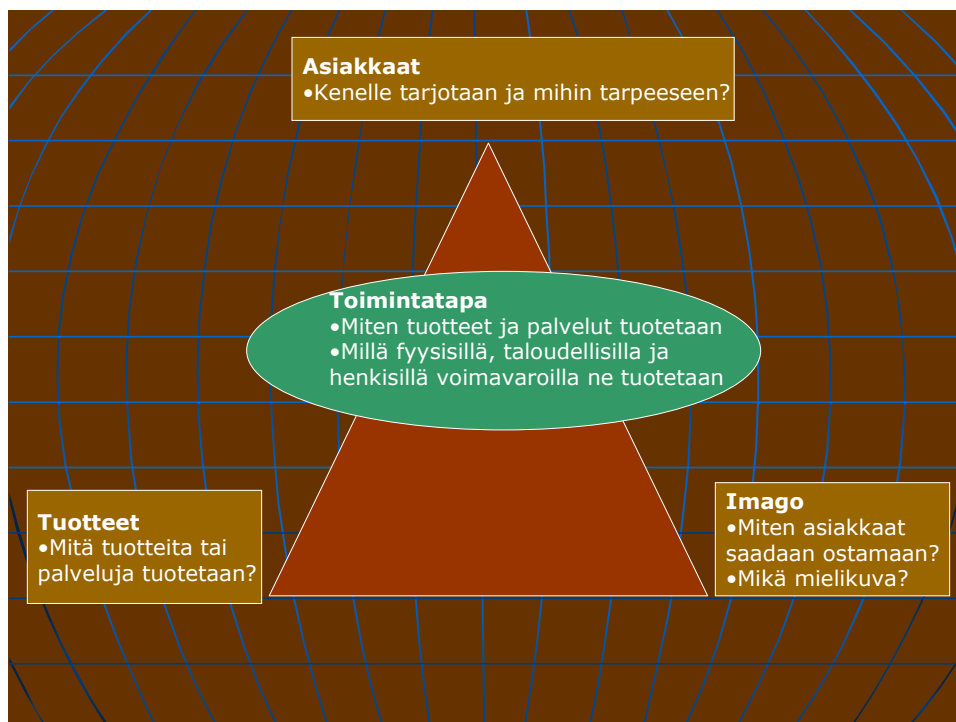 Asiakkaat
•Kenelle tarjotaan ja mihin tarpeeseen?
Toimintatapa
•Miten tuotteet ja palvelut tuotetaan
•Millä fyysisillä, taloudellisilla ja
henkisillä voimavaroilla ne tuotetaan
Tuotteet
•Mitä tuotteita tai
palveluja tuotetaan?
Imago
•Miten asiakkaat
saadaan ostamaan?
•Mikä mielikuva?